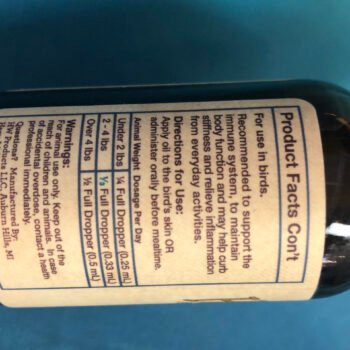 Product Facts Con't
For use in birds.
Recommended to support the
immune system, to maintain
body function and may help curb
stiffness and relieve inflammation
from everyday activities.
Directions for Use:
Apply oil to the bird's skin OR
administer orally before mealtime.
Animal Weight Dosage Per Day
Under 2 lbs ¼ Full Dropper (0.25 mL)
2 - 4 lbs ⅓ Full Dropper (0.33 mL)
Over 4 lbs ½ Full Dropper (0.5 mL)
Warnings:
For animal use only. Keep out of the
reach of children and animals. In case
of accidental overdose, contact a health
professional immediately.
Questions? Manufactured By:
HW Products LLC, Auburn Hills, MI